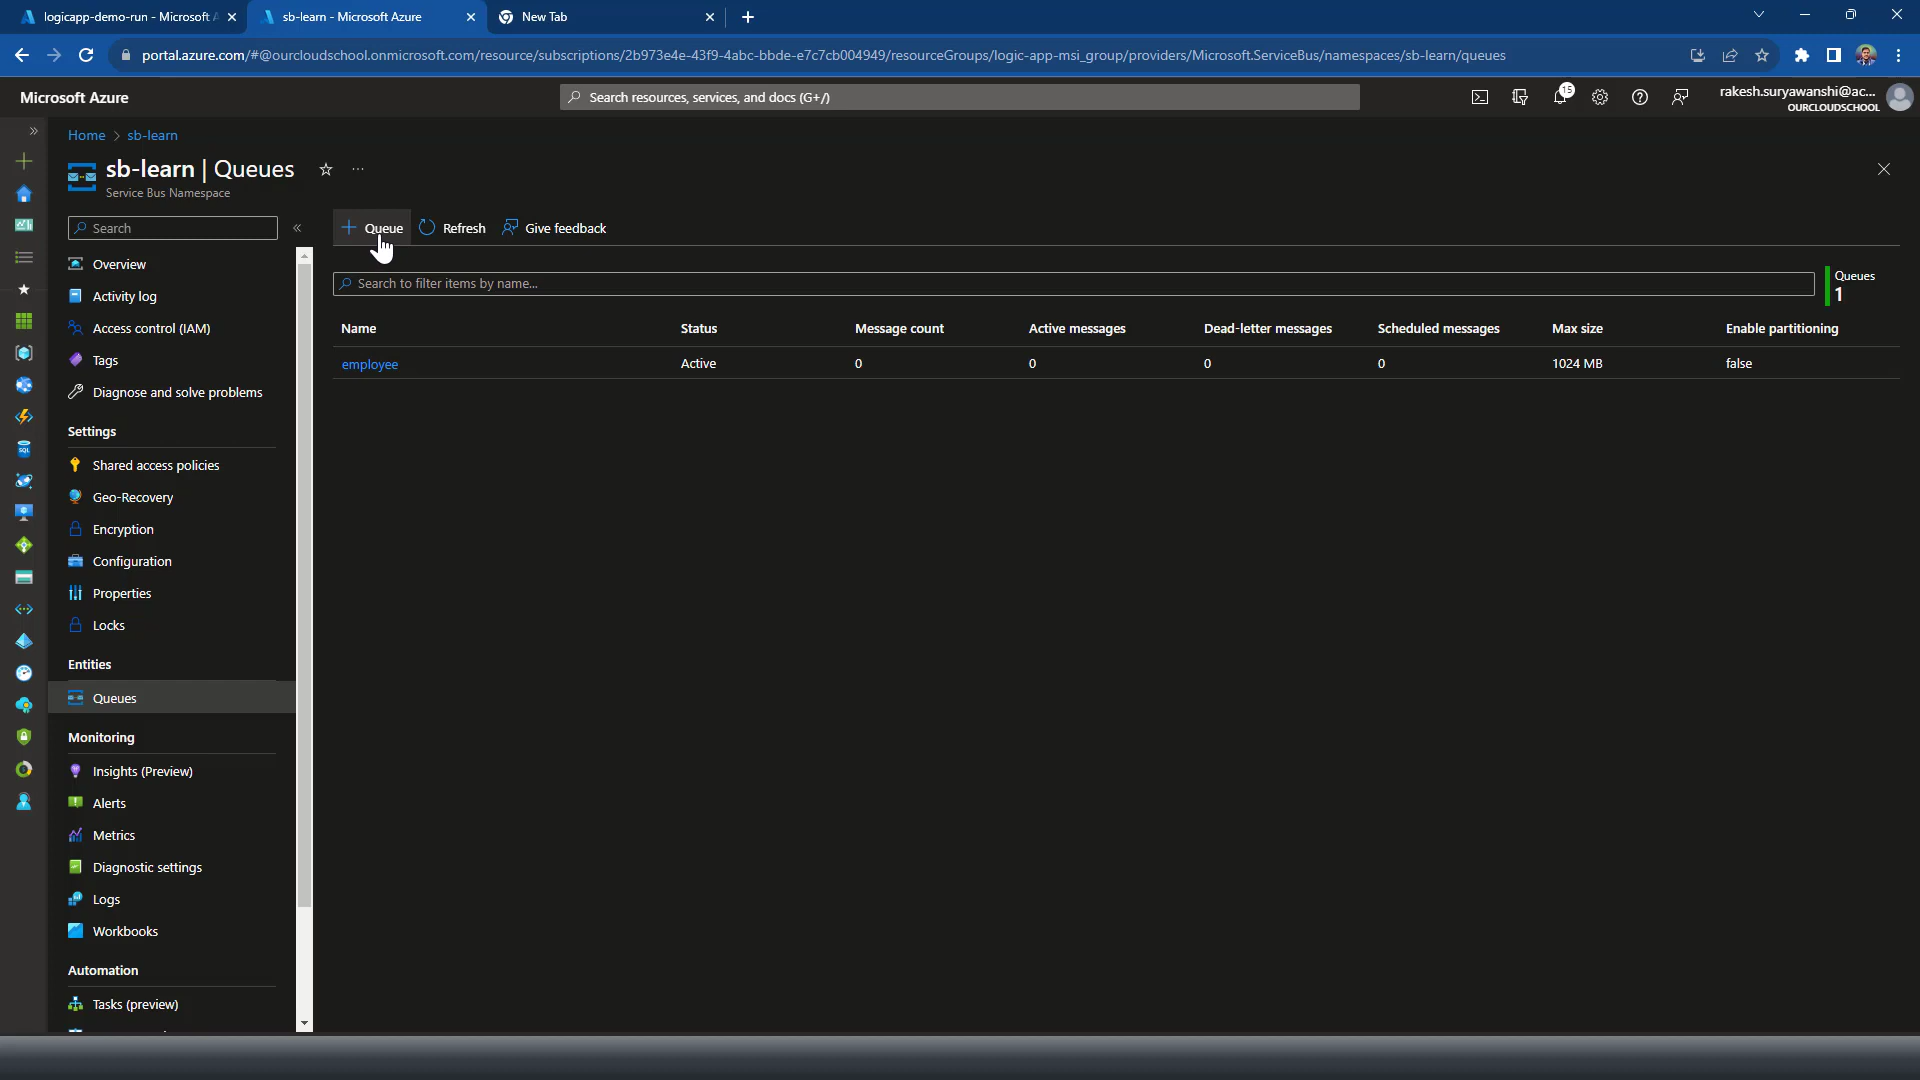 logicapp-demo-run - Microsoft A
sb-learn - Microsoft Azure
New Tab
portal.azure.com/#@ourcloudschool.onmicrosoft.com/resource/subscriptions/2b973e4e-43f9-4abc-bbde-e7c7cb004949/resourceGroups/logic-app-msi_group/providers/Microsoft.ServiceBus/namespaces/sb-learn/queues
Microsoft Azure
Search resources, services, and docs (G+/)
15
rakesh.suryawanshi@ac...
OURCLOUDSCHOOL
Home > sb-learn
sb-learn | Queues
Service Bus Namespace
Search
Overview
Activity log
Access control (IAM)
Tags
Diagnose and solve problems
Settings
Shared access policies
Geo-Recovery
Encryption
Configuration
Properties
Locks
Entities
Queues
Monitoring
Insights (Preview)
Alerts
Metrics
Diagnostic settings
Logs
Workbooks
Automation
Tasks (preview)
Queue Refresh Give feedback
Search to filter items by name...
Queues
1
Name Status Message count Active messages Dead-letter messages Scheduled messages Max size Enable partitioning
employee Active 0 0 0 0 1024 MB false